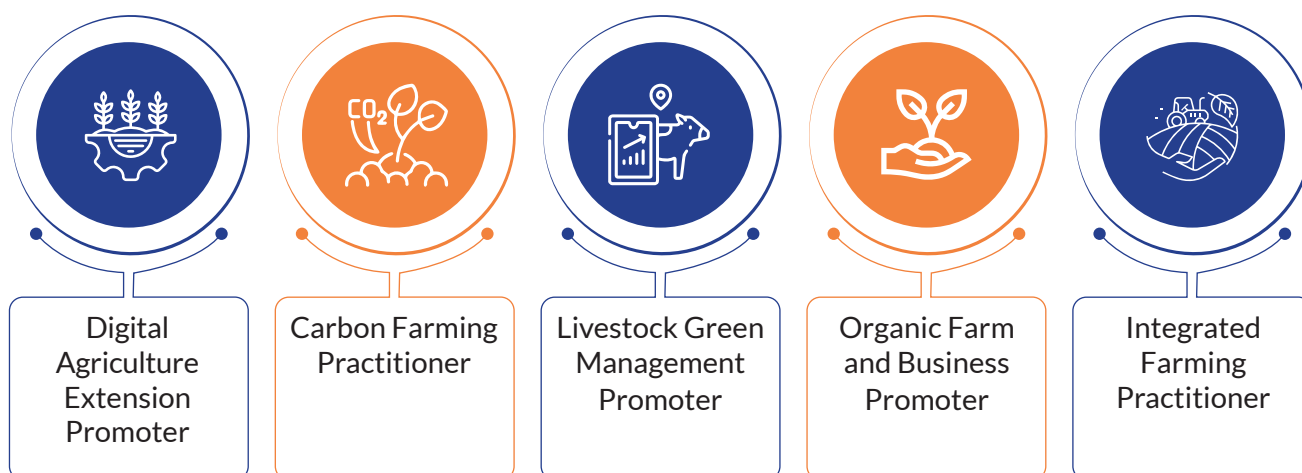 CO2
Digital
Agriculture
Extension
Promoter
Carbon Farming
Practitioner
Livestock Green
Management
Promoter
Organic Farm
and Business
Promoter
Integrated
Farming
Practitioner